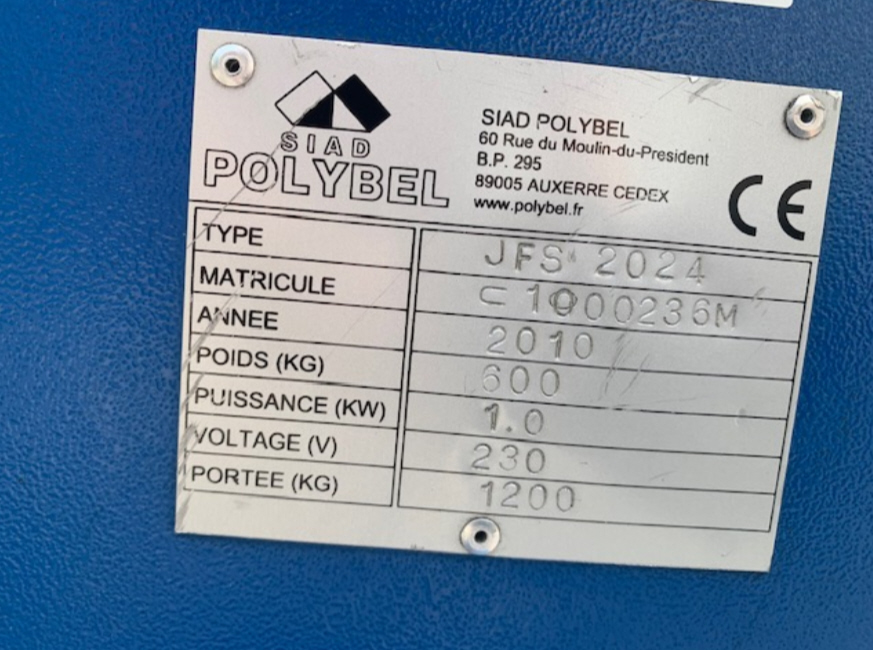 SIAD
POLYBEL
SIAD POLYBEL
60 Rue du Moulin-du-President
B.P. 295
89005 AUXERRE CEDEX
www.polybel.fr
CE
TYPE JFS 2024
MATRICULE C1000236M
ANNEE 2010
POIDS (KG) 600
PUISSANCE (KW) 1.0
VOLTAGE (V) 230
PORTEE (KG) 1200